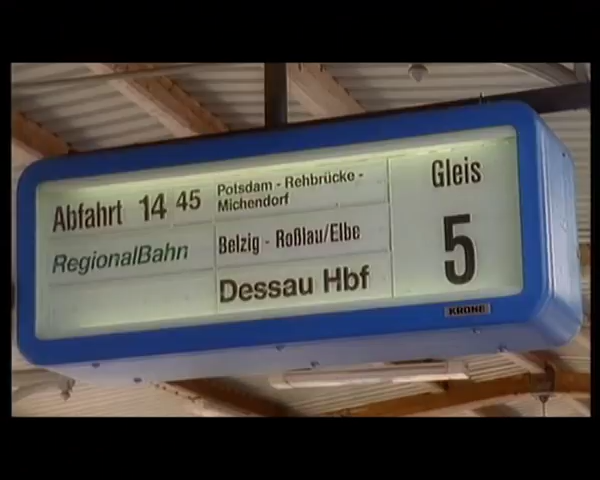 Abfahrt 14 45
RegionalBahn
Potsdam - Rehbrücke -
Michendorf
Belzig - Roßlau/Elbe
Dessau Hbf
Gleis
5
KRONE